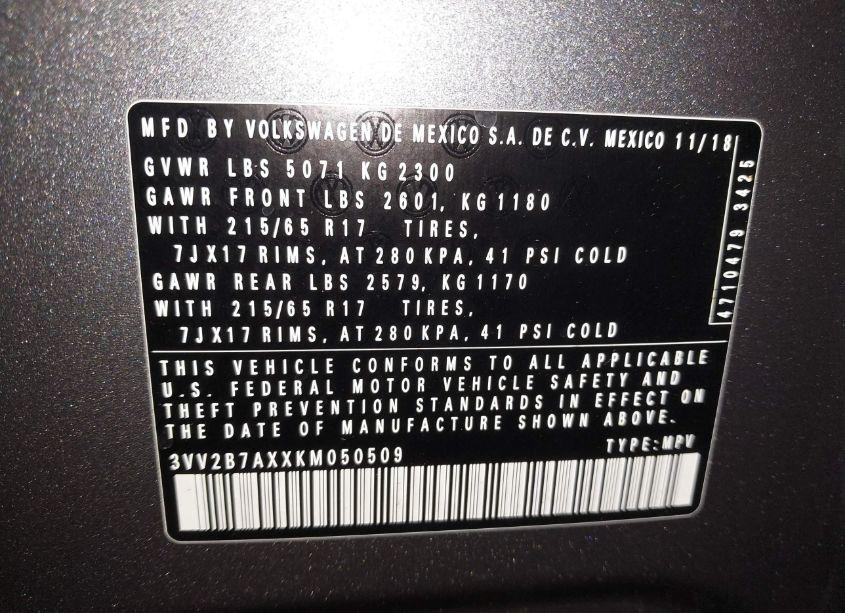 MFD BY VOLKSWAGEN DE MEXICO S.A. DE C.V. MEXICO 11/18
GVWR LBS 5071 KG 2300
GAWR FRONT LBS 2601, KG 1180
WITH 215/65 R17 TIRES,
7JX17 RIMS, AT 280 KPA, 41 PSI COLD
GAWR REAR LBS 2579, KG 1170
WITH 215/65 R17 TIRES,
7JX17 RIMS, AT 280 KPA, 41 PSI COLD
4710479 3425
THIS VEHICLE CONFORMS TO ALL APPLICABLE
U.S. FEDERAL MOTOR VEHICLE SAFETY AND
THEFT PREVENTION STANDARDS IN EFFECT ON
THE DATE OF MANUFACTURE SHOWN ABOVE.
3VV2B7AXXKM050509 TYPE:MPV